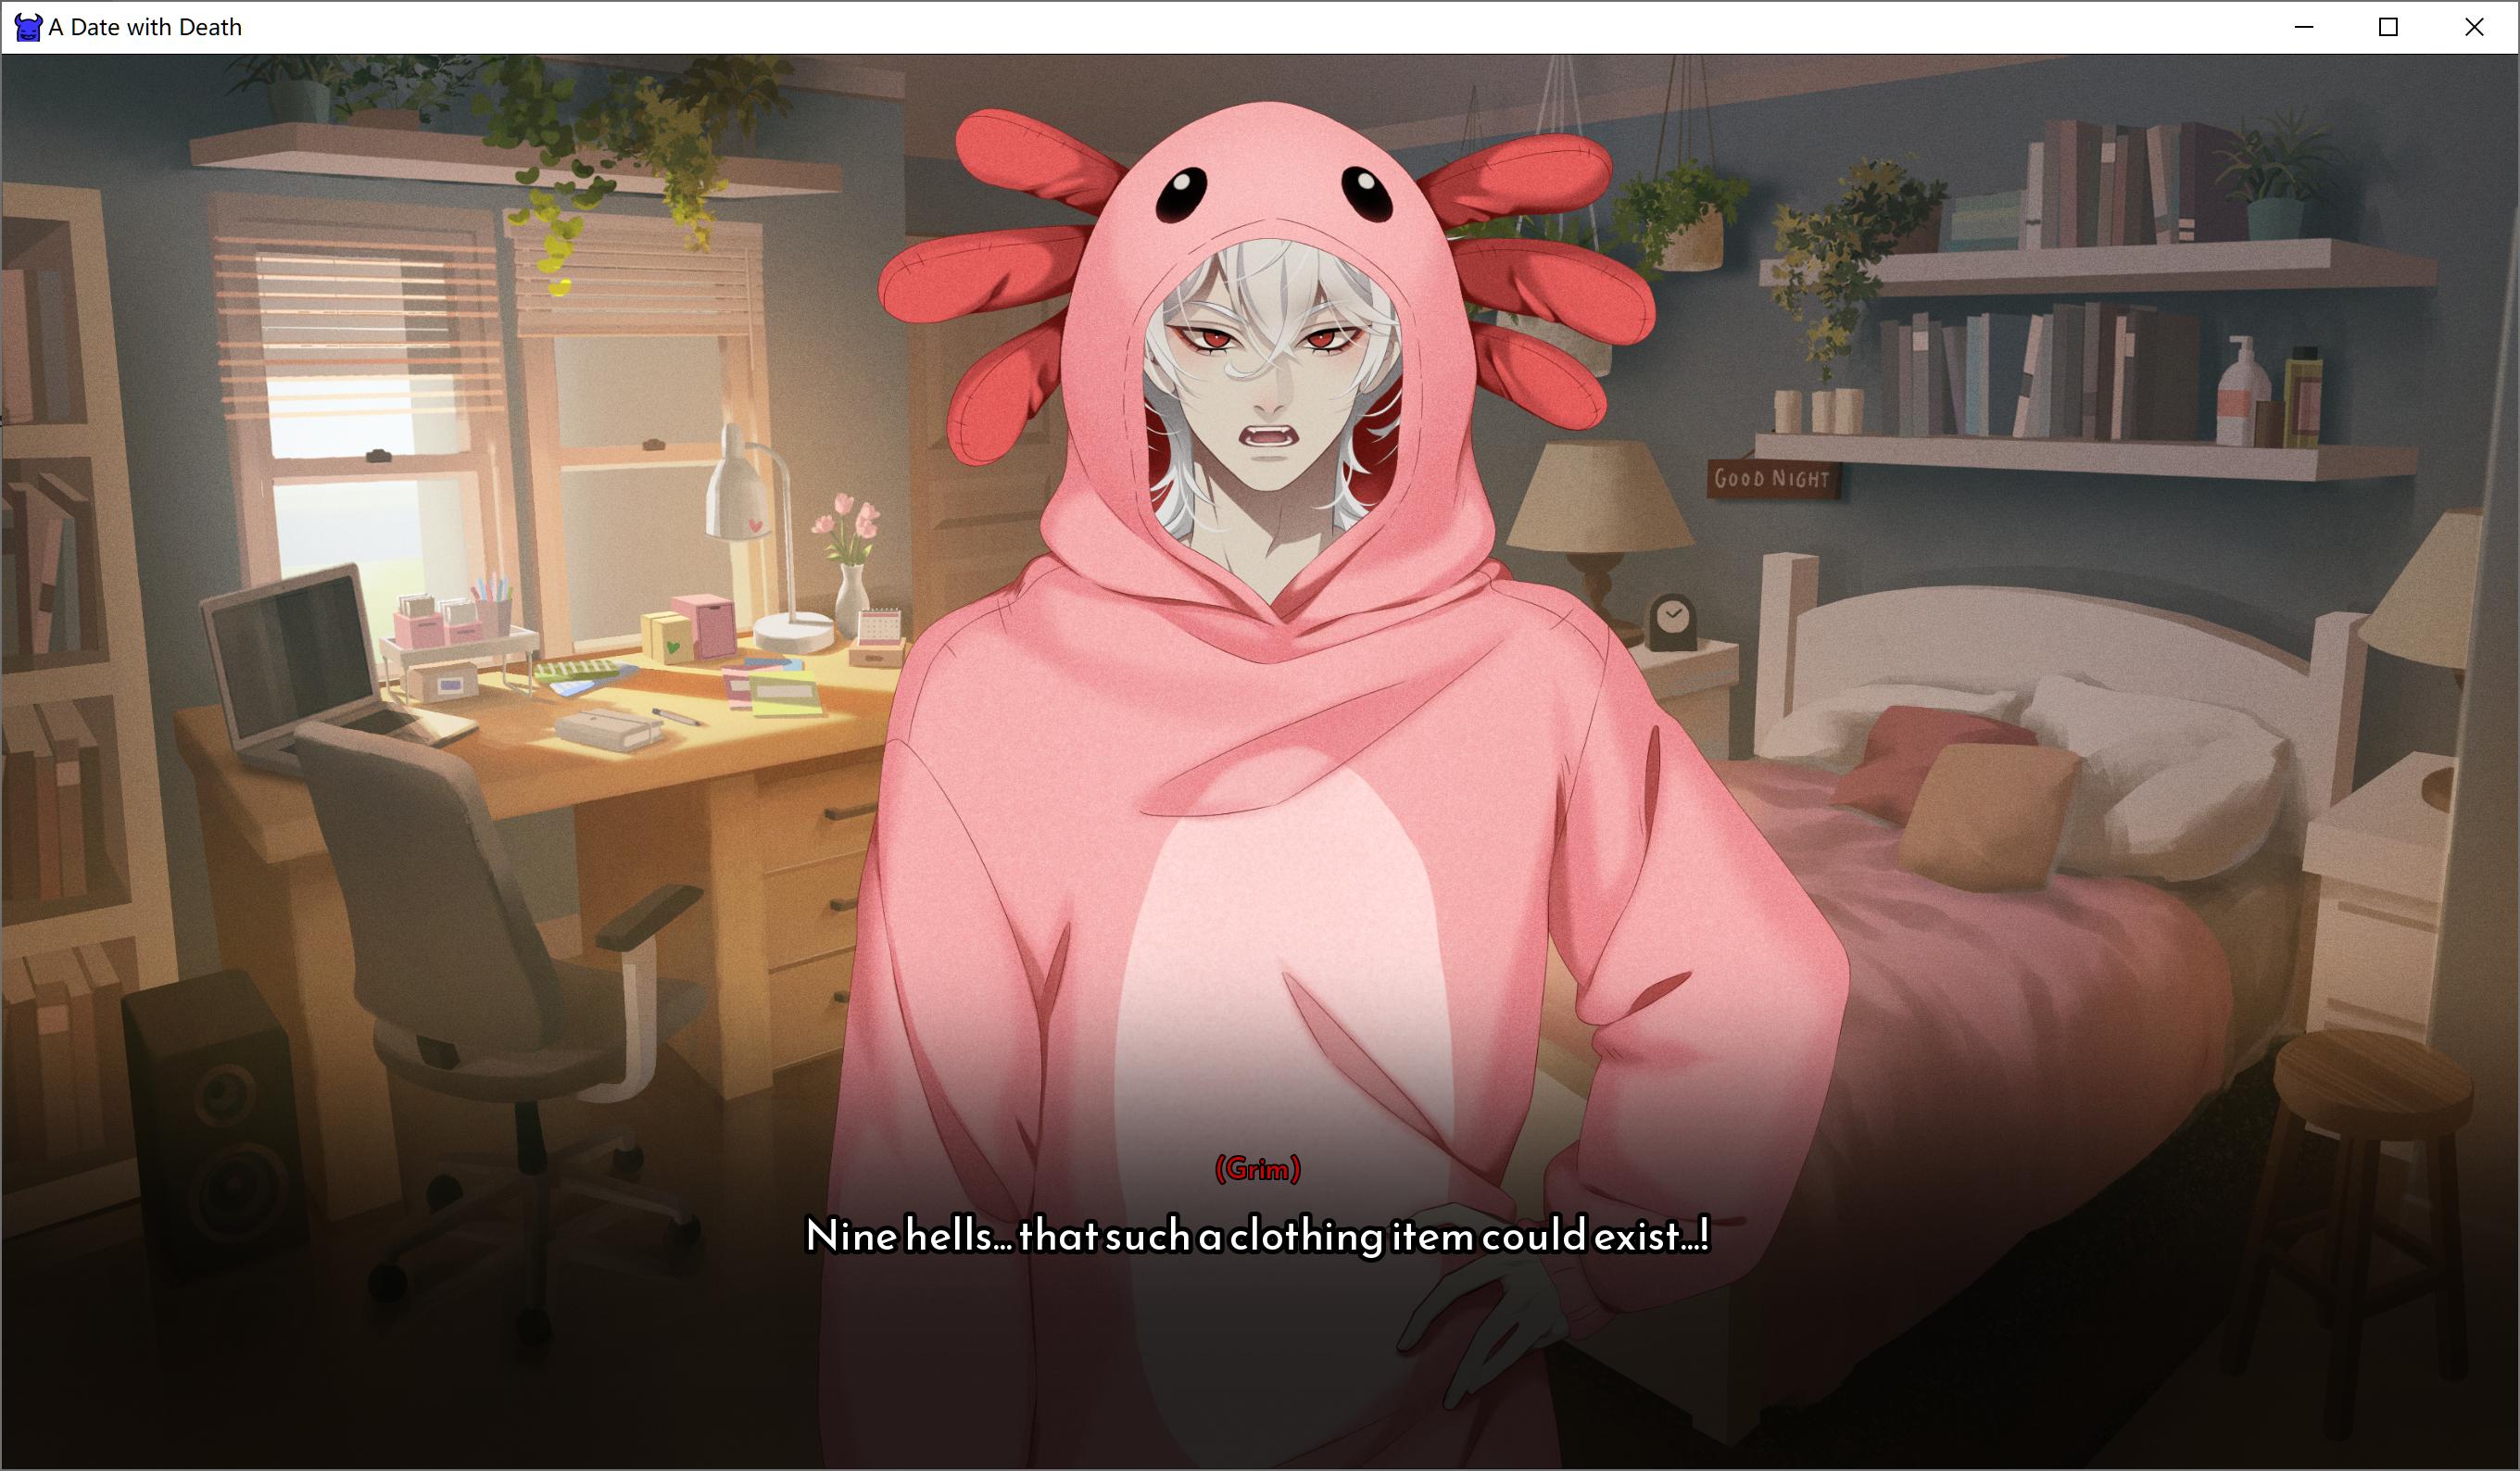 A Date with Death
GOOD NIGHT
(Grim)
Nine hells... that such a clothing item could exist...!